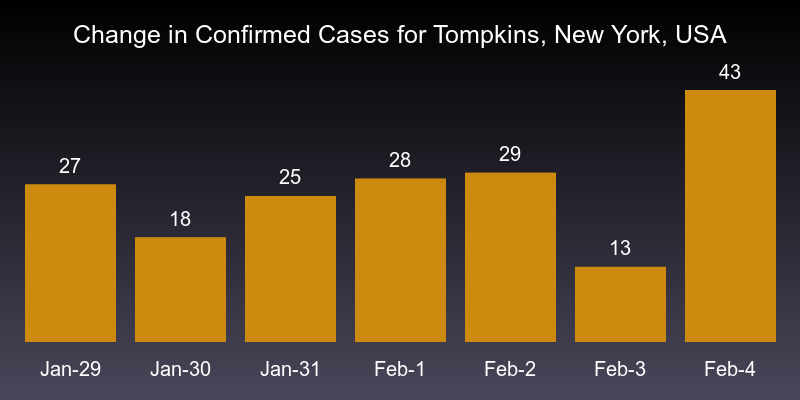 Change in Confirmed Cases for Tompkins, New York, USA
27 18 25 28 29 13 43
Jan-29 Jan-30 Jan-31 Feb-1 Feb-2 Feb-3 Feb-4